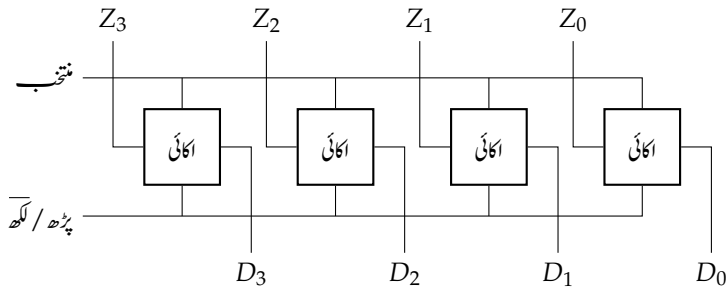 Z₃ Z₂ Z₁ Z₀
منتخب
اکائی اکائی اکائی اکائی
پڑھ / لکھ̅
D₃ D₂ D₁ D₀